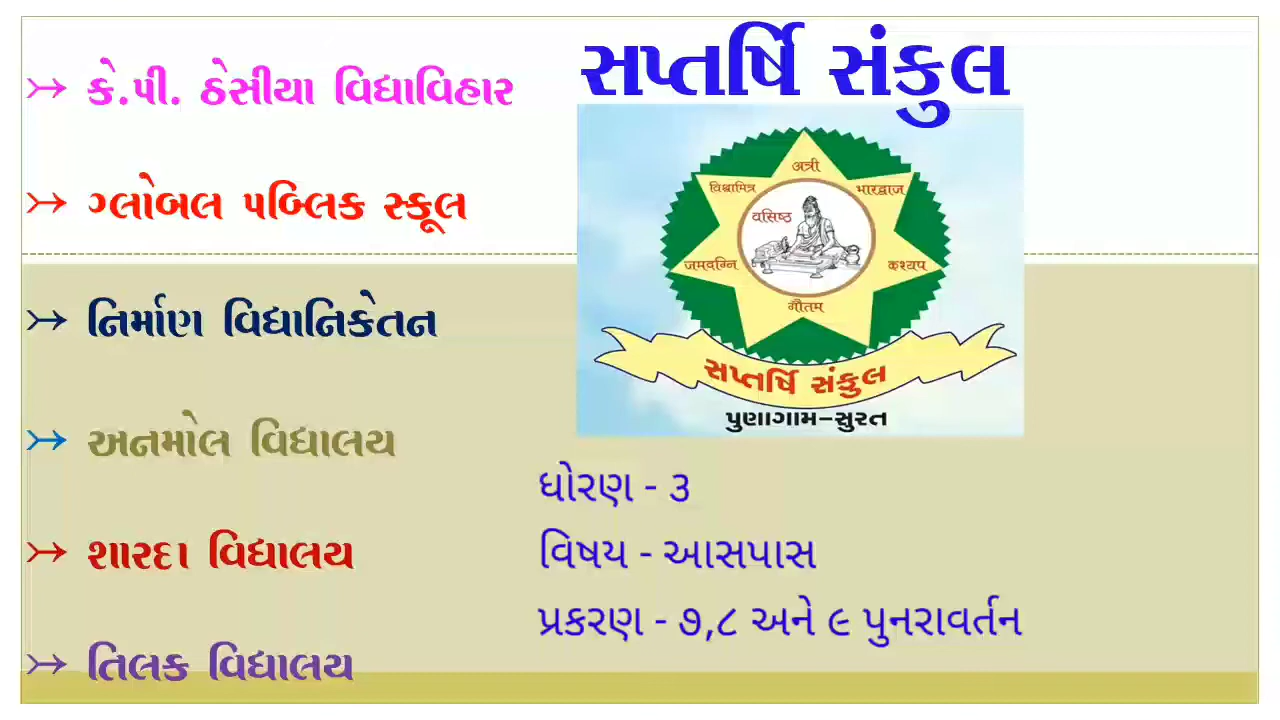 ↣ કે.પી. ઠેસીયા વિદ્યાવિહાર
↣ ગ્લોબલ પબ્લિક સ્કૂલ
↣ નિર્માણ વિદ્યાનિકેતન
↣ અનમોલ વિદ્યાલય
↣ શારદા વિદ્યાલય
↣ તિલક વિદ્યાલય
સપ્તર્ષિ સંકુલ
अत्री
विश्वामित्र
भारद्वाज
वसिष्ठ
जमदग्नि
कश्यप
गौतम
સપ્તર્ષિ સંકુલ
પુણાગામ-સુરત
ધોરણ - ૩
વિષય - આસપાસ
પ્રકરણ - ૭,૮ અને ૯ પુનરાવર્તન